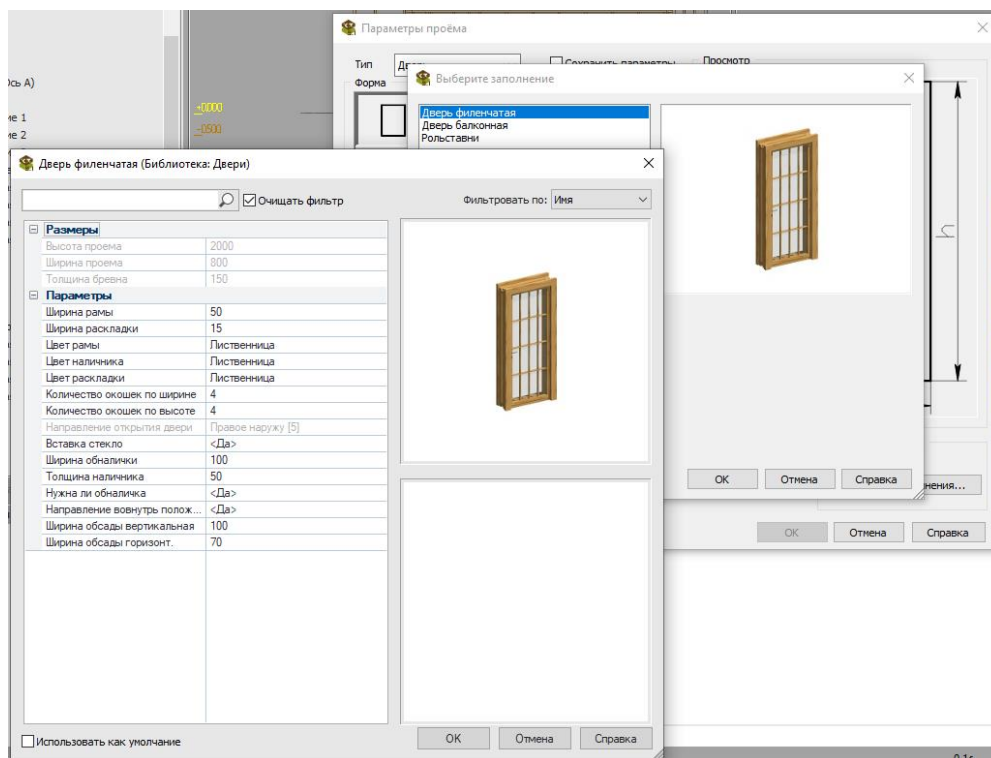 Параметры проёма
Тип
Сохранить параметры
Просмотр
Форма
Ось А)
Выберите заполнение
+0.000
-0.500
Дверь филенчатая
Дверь балконная
Рольставни
Дверь филенчатая (Библиотека: Двери)
Очищать фильтр
Фильтровать по: Имя
Размеры
Высота проема 2000
Ширина проема 800
Толщина бревна 150
Параметры
Ширина рамы 50
Ширина раскладки 15
Цвет рамы Лиственница
Цвет наличника Лиственница
Цвет раскладки Лиственница
Количество окошек по ширине 4
Количество окошек по высоте 4
Направление открытия двери Правое наружу [5]
Вставка стекло <Да>
Ширина обналички 100
Толщина наличника 50
Нужна ли обналичка <Да>
Направление вовнутрь полож... <Да>
Ширина обсады вертикальная 100
Ширина обсады горизонт. 70
h
OK Отмена Справка
нения...
OK Отмена Справка
Использовать как умолчание
OK Отмена Справка